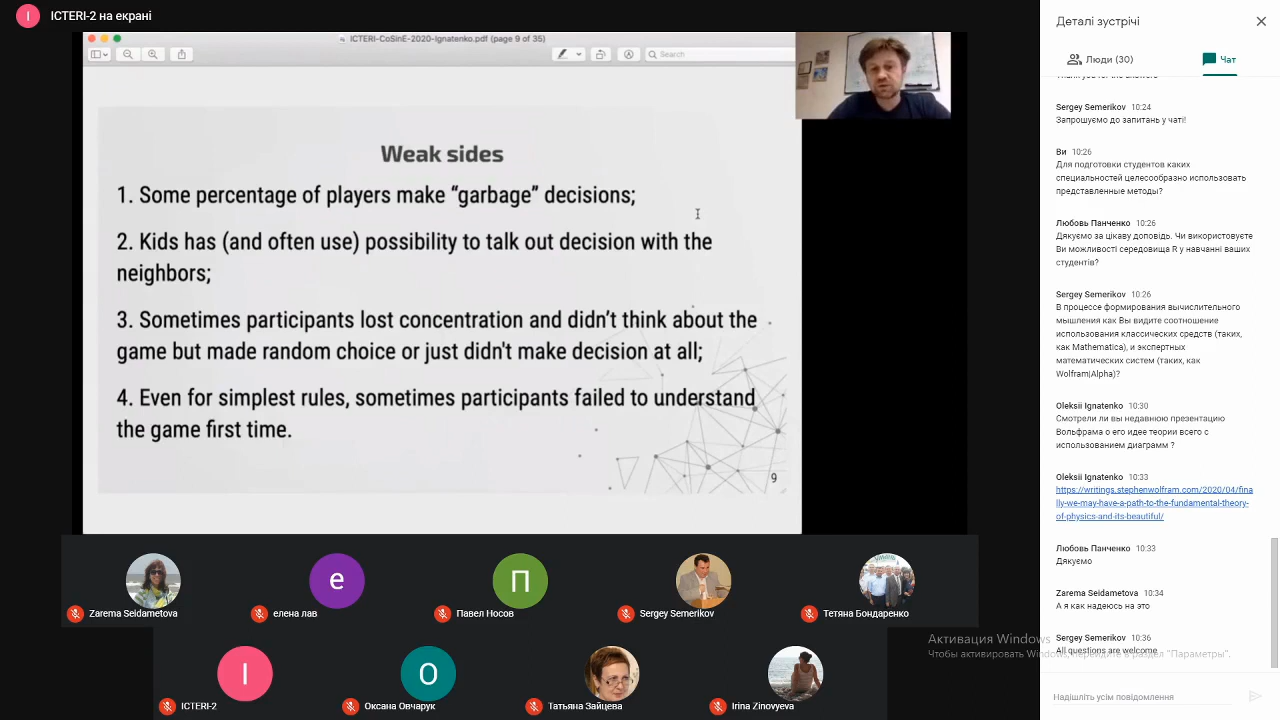 І
ICTERI-2 на екрані
ICTERI-CoSinE-2020-Ignatenko.pdf (page 9 of 35)
Search
Weak sides
1. Some percentage of players make “garbage” decisions;
2. Kids has (and often use) possibility to talk out decision with the
neighbors;
3. Sometimes participants lost concentration and didn’t think about the
game but made random choice or just didn't make decision at all;
4. Even for simplest rules, sometimes participants failed to understand
the game first time.
9
е
П
Zarema Seidametova
елена лав
Павел Носов
Sergey Semerikov
Тетяна Бондаренко
I
О
ICTERI-2
Оксана Овчарук
Татьяна Зайцева
Irina Zinovyeva
Деталі зустрічі
Люди (30)
Чат
Thank you for the answers
Sergey Semerikov 10:24
Запрошуємо до запитань у чаті!
Ви 10:26
Для подготовки студентов каких
специальностей целесообразно использовать
представленные методы?
Любовь Панченко 10:26
Дякуємо за цікаву доповідь. Чи використовуєте
Ви можливості середовища R у навчанні ваших
студентів?
Sergey Semerikov 10:26
В процессе формирования вычислительного
мышления как Вы видите соотношение
использования классических средств (таких,
как Mathematica), и экспертных
математических систем (таких, как
Wolfram|Alpha)?
Oleksii Ignatenko 10:30
Смотрели ли вы недавнюю презентацию
Вольфрама о его идее теории всего с
использованием диаграмм ?
Oleksii Ignatenko 10:33
https://writings.stephenwolfram.com/2020/04/fina
lly-we-may-have-a-path-to-the-fundamental-theory-
of-physics-and-its-beautiful/
Любовь Панченко 10:33
Дякуємо
Zarema Seidametova 10:34
А я как надеюсь на это
Sergey Semerikov 10:36
All questions are welcome
Активация Windows
Чтобы активировать Windows, перейдите в раздел "Параметры".
Надішліть усім повідомлення